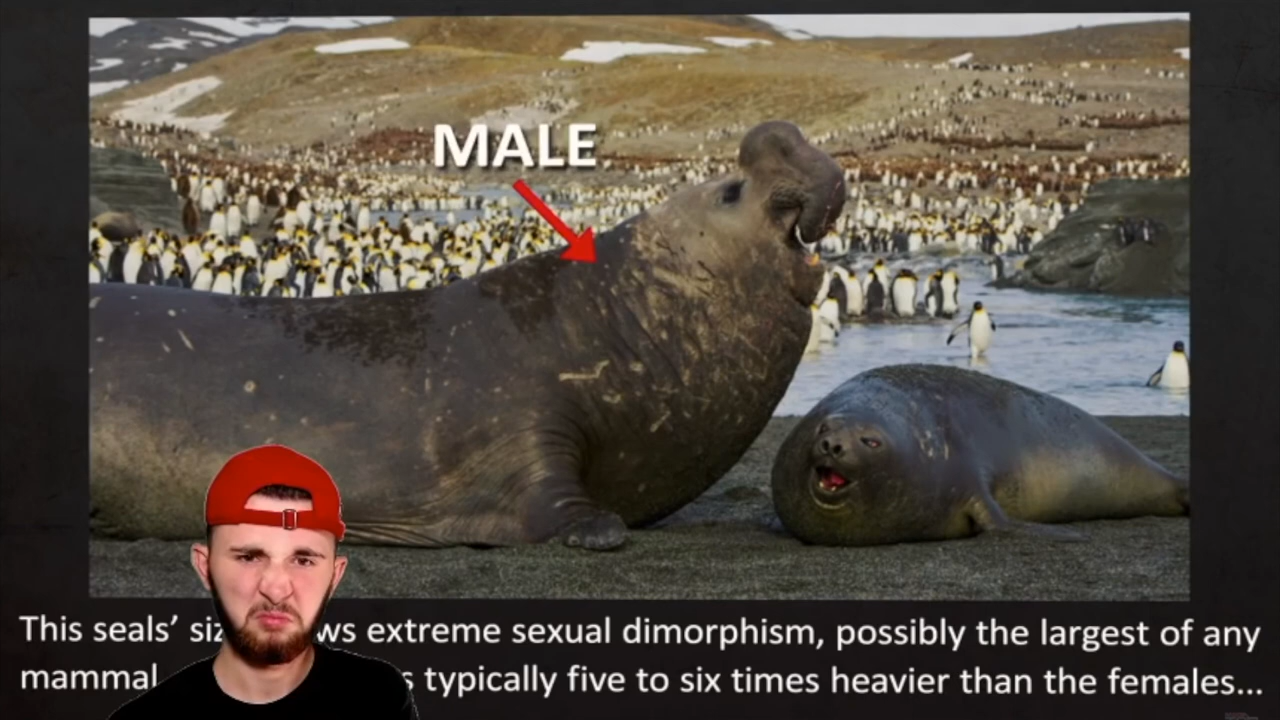 MALE
This seals’ siz ws extreme sexual dimorphism, possibly the largest of any
mammal s typically five to six times heavier than the females...